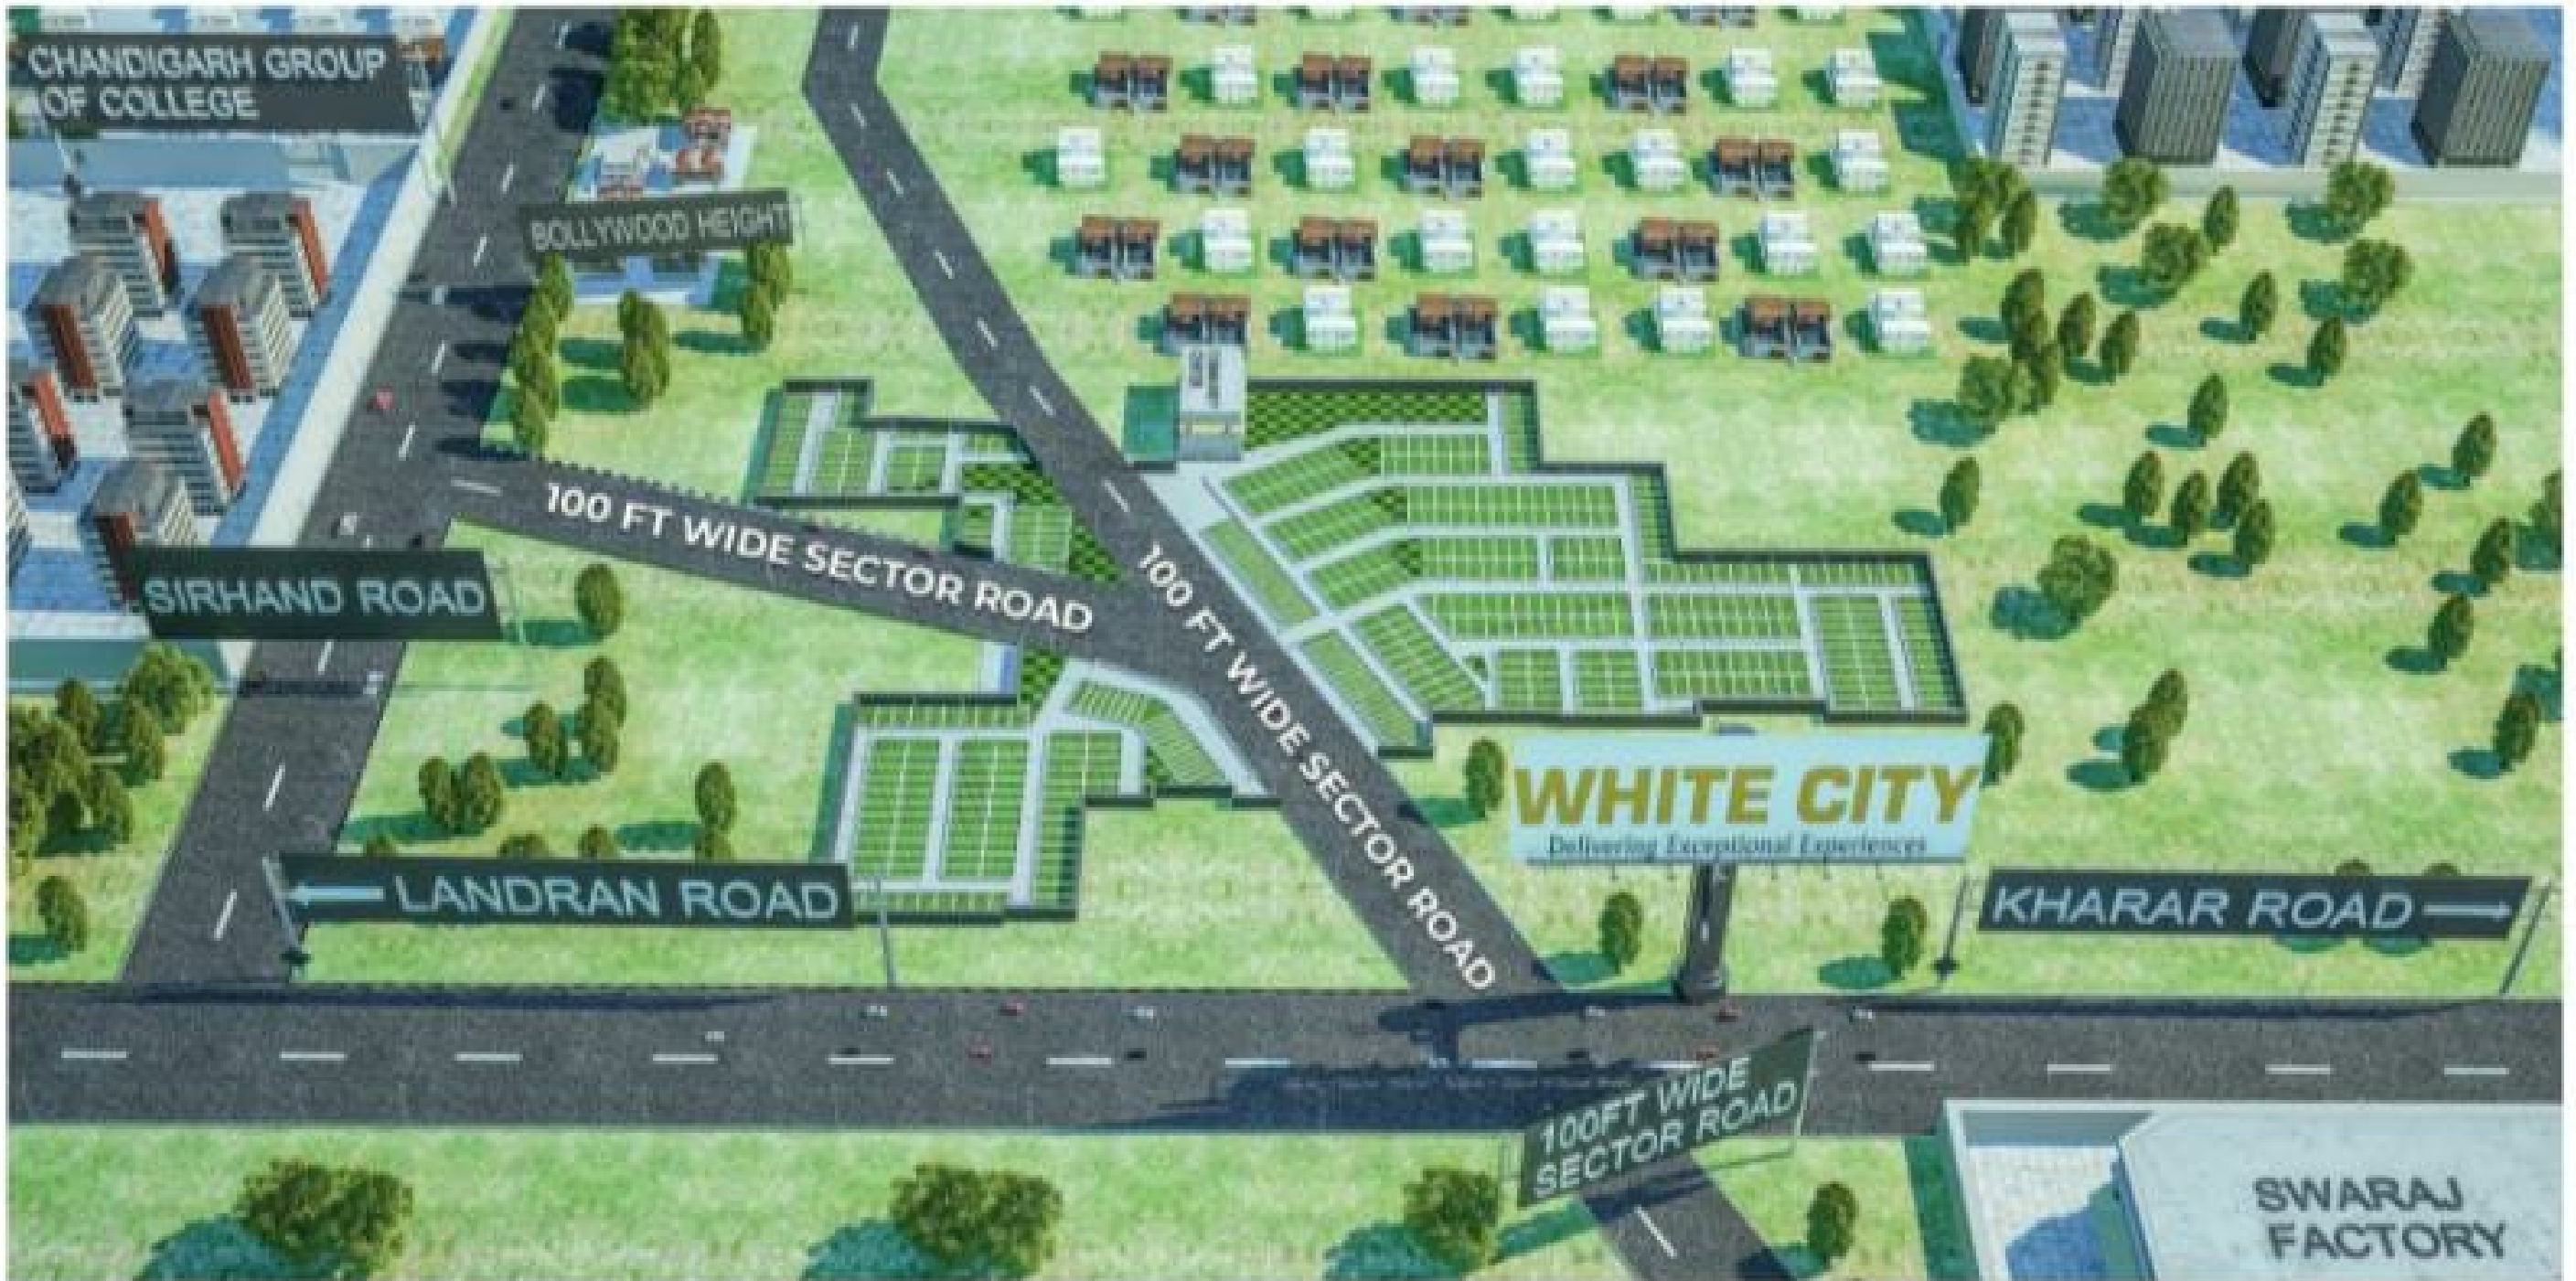 CHANDIGARH GROUP
OF COLLEGE
BOLLYWOOD HEIGHT
100 FT WIDE SECTOR ROAD
100 FT WIDE SECTOR ROAD
SIRHAND ROAD
WHITE CITY
Delivering Exceptional Experiences
LANDRAN ROAD
KHARAR ROAD
100FT WIDE
SECTOR ROAD
SWARAJ
FACTORY